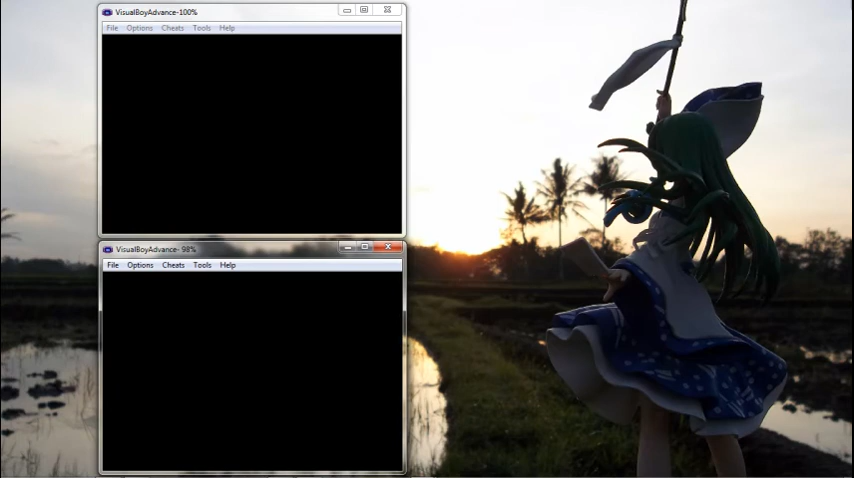 VisualBoyAdvance-100%
File Options Cheats Tools Help
VisualBoyAdvance- 98%
File Options Cheats Tools Help